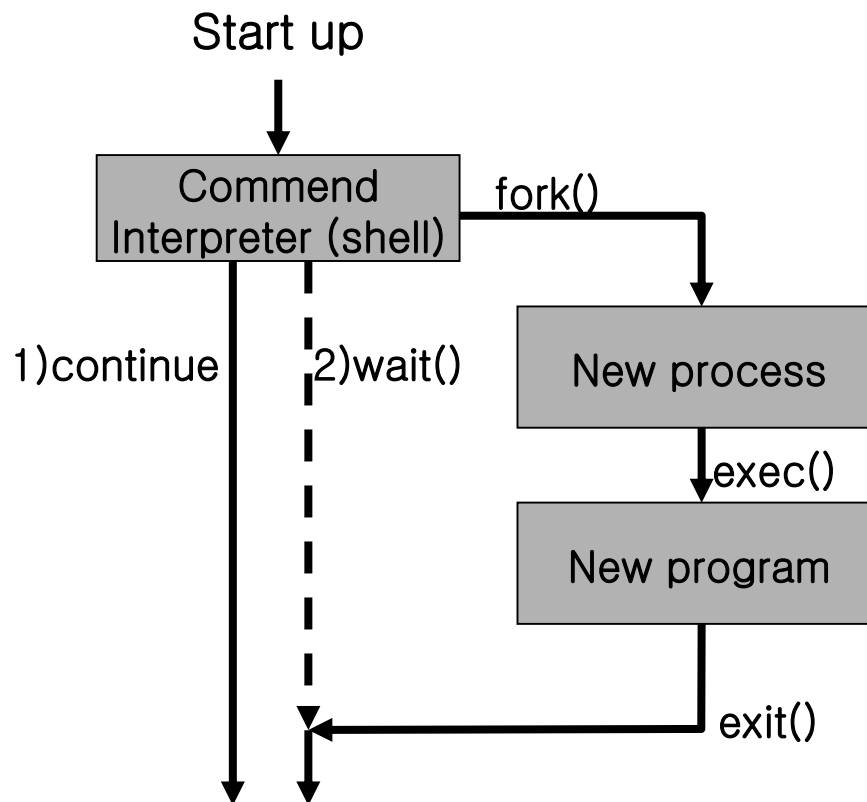 Start up
Commend
Interpreter (shell)
fork()
1)continue
2)wait()
New process
exec()
New program
exit()